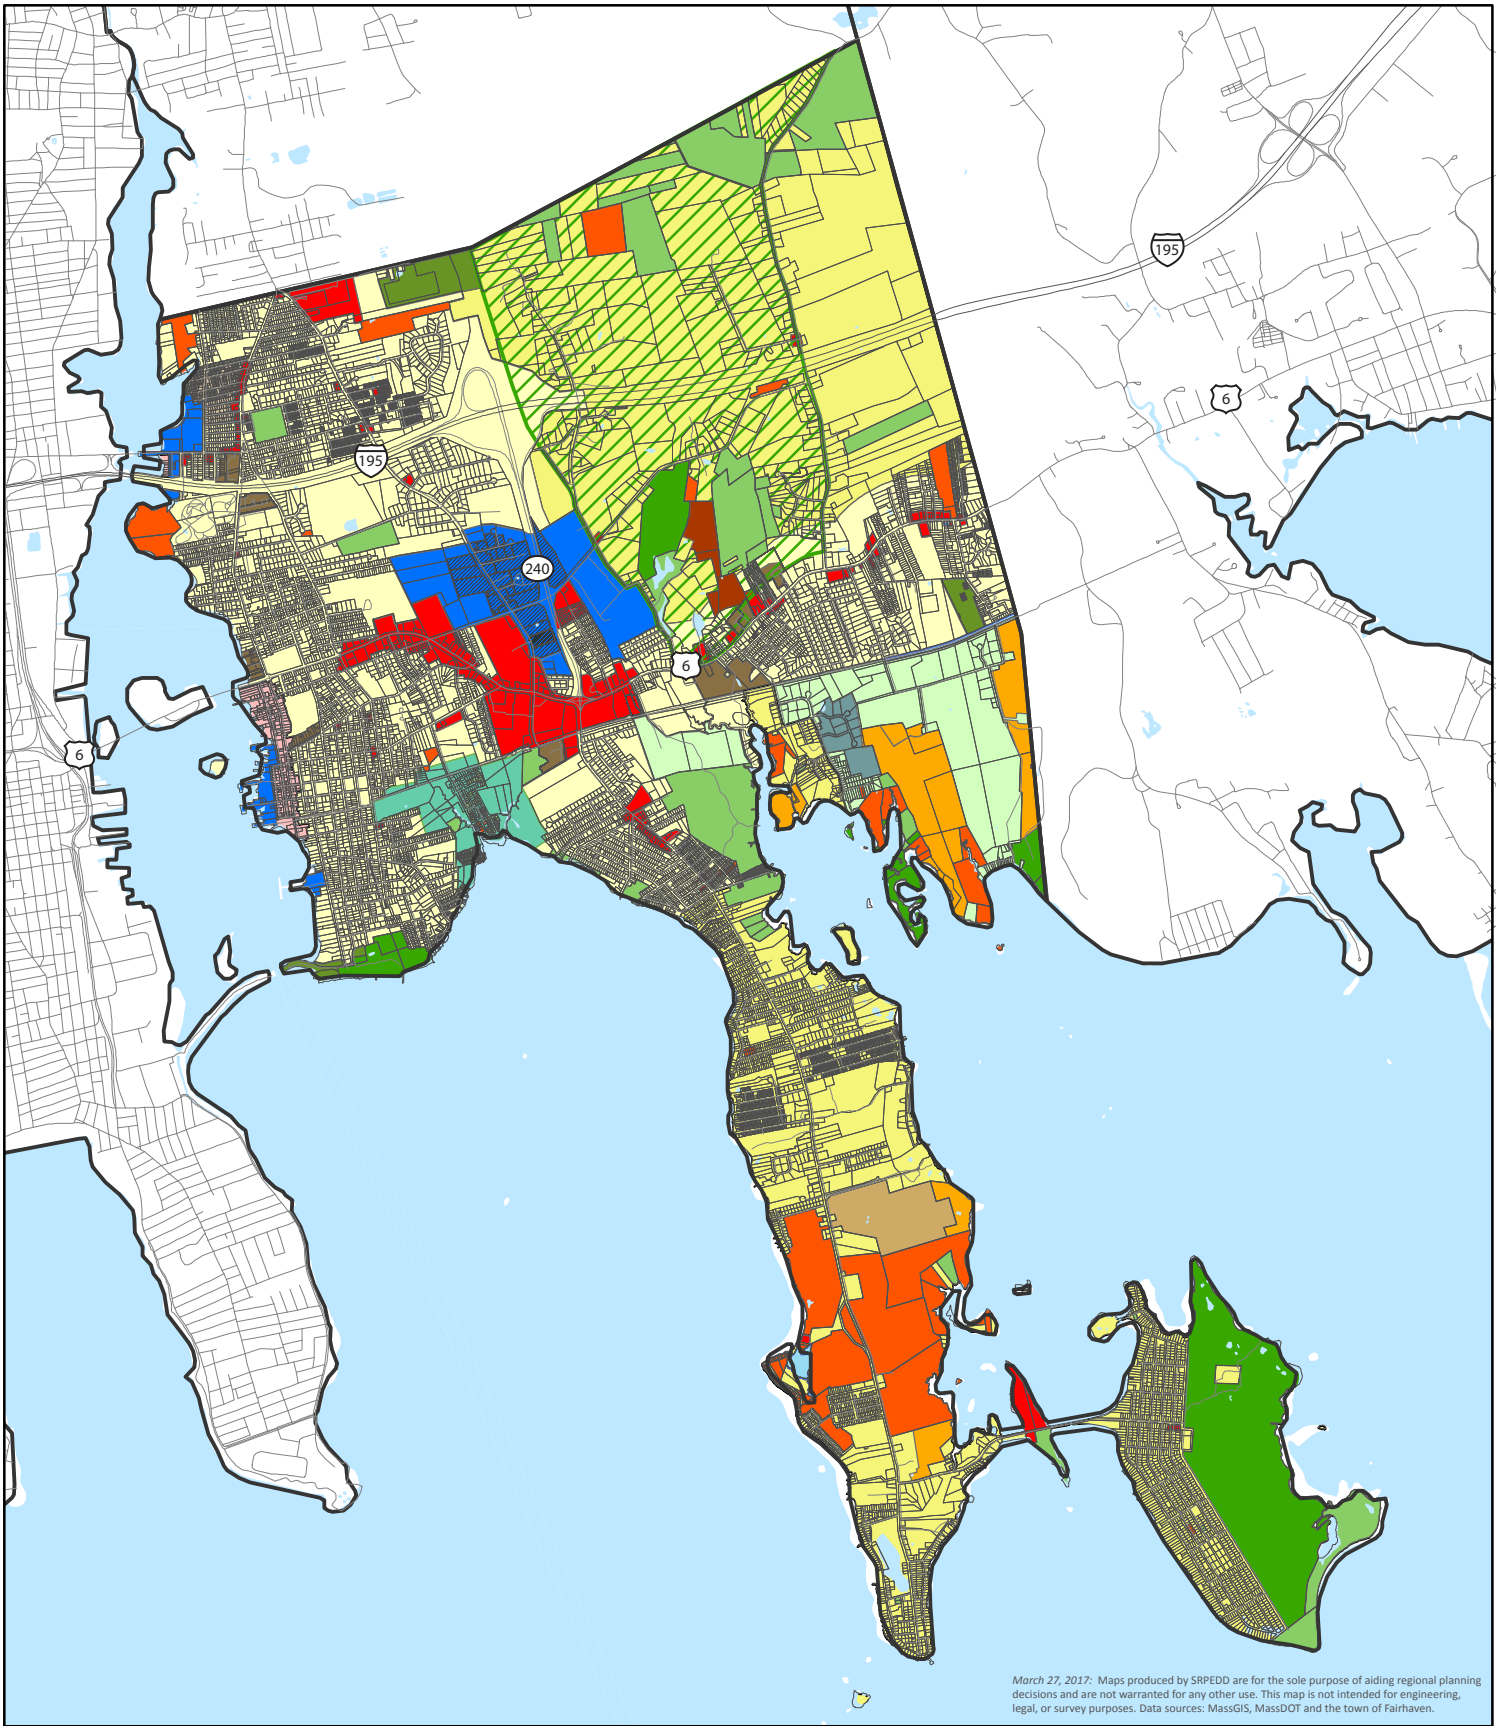 195
6
195
240
6
6
March 27, 2017: Maps produced by SRPEDD are for the sole purpose of aiding regional planning
decisions and are not warranted for any other use. This map is not intended for engineering,
legal, or survey purposes. Data sources: MassGIS, MassDOT and the town of Fairhaven.